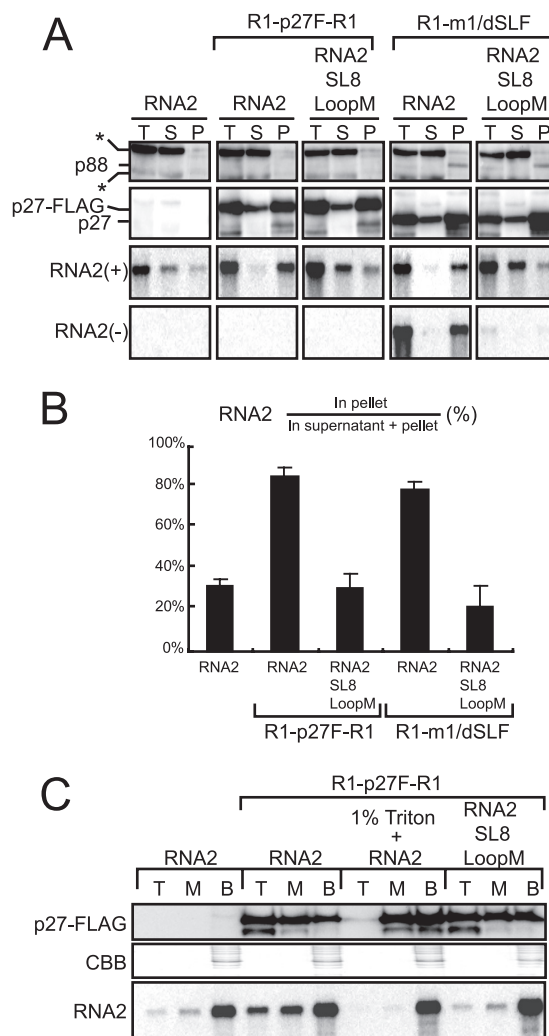 A
R1-p27F-R1
R1-m1/dSLF
RNA2
RNA2
RNA2
SL8
LoopM
RNA2
RNA2
SL8
LoopM
T S P T S P T S P T S P T S P
*
p88
*
p27-FLAG
p27
RNA2(+)
RNA2(-)
B
RNA2 In pellet (%)
In supernatant + pellet
100%
80%
60%
40%
20%
0%
RNA2
RNA2
RNA2
SL8
LoopM
RNA2
RNA2
SL8
LoopM
R1-p27F-R1
R1-m1/dSLF
C
R1-p27F-R1
RNA2
RNA2
1% Triton
+
RNA2
RNA2
SL8
LoopM
T M B T M B T M B T M B
p27-FLAG
CBB
RNA2